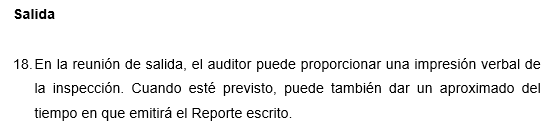 Salida
18. En la reunión de salida, el auditor puede proporcionar una impresión verbal de
la inspección. Cuando esté previsto, puede también dar un aproximado del
tiempo en que emitirá el Reporte escrito.